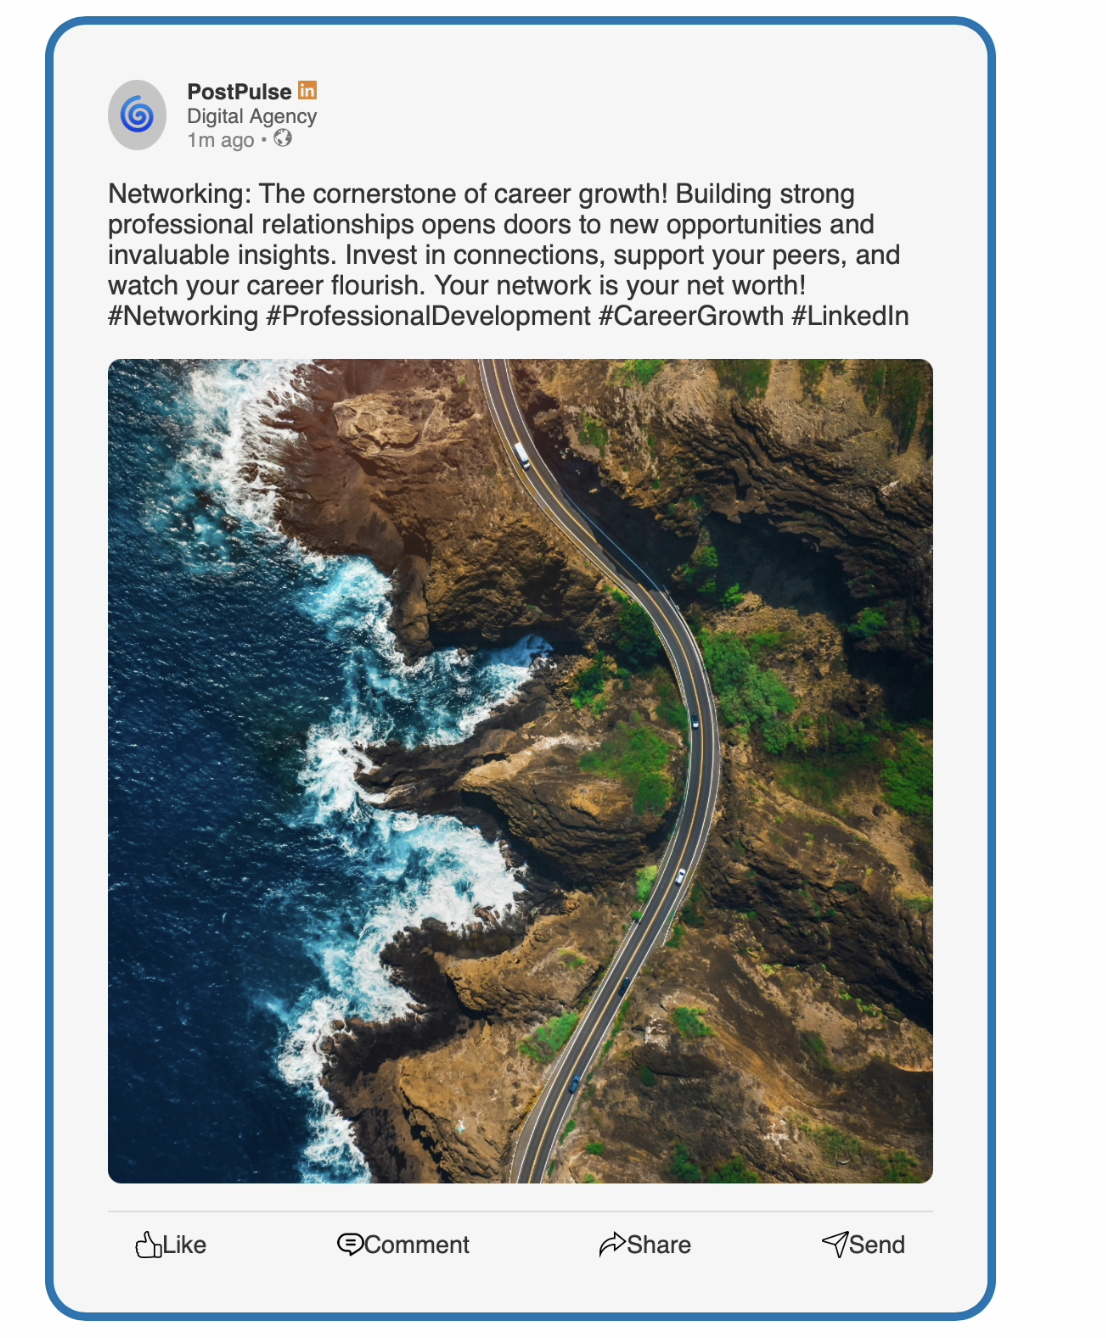 PostPulse in
Digital Agency
1m ago •
Networking: The cornerstone of career growth! Building strong
professional relationships opens doors to new opportunities and
invaluable insights. Invest in connections, support your peers, and
watch your career flourish. Your network is your net worth!
#Networking #ProfessionalDevelopment #CareerGrowth #LinkedIn
Like Comment Share Send